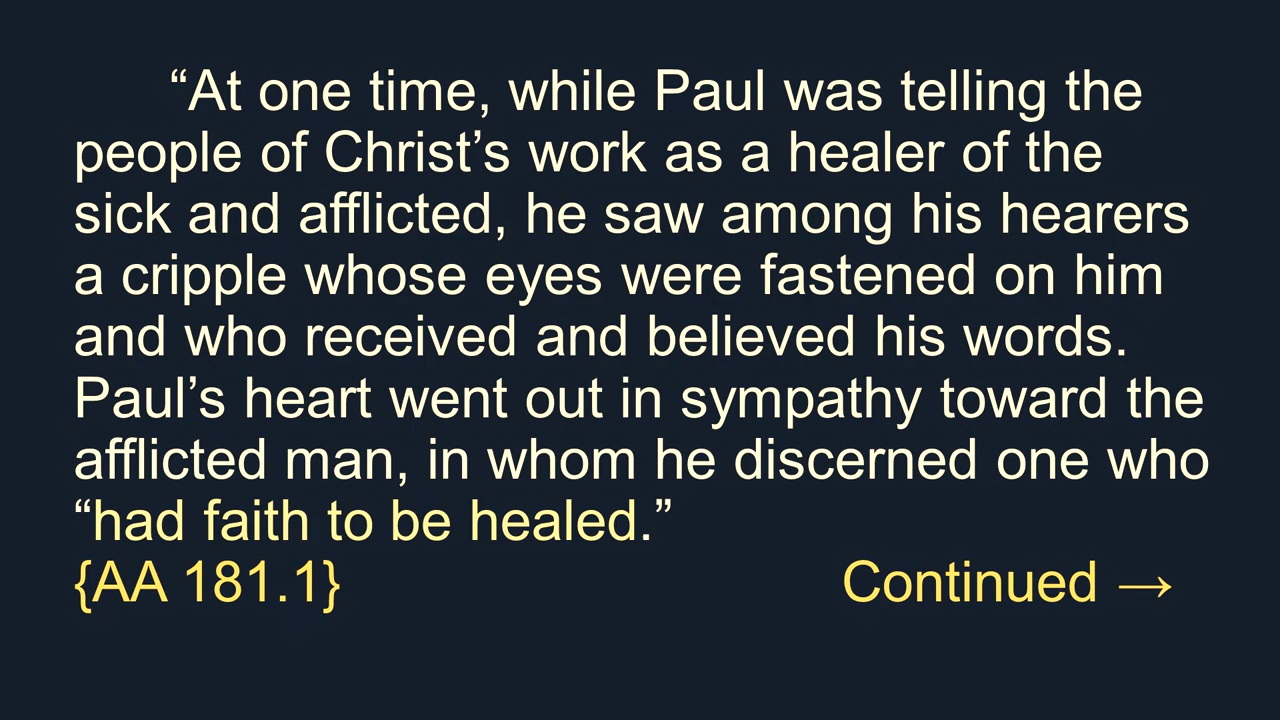 “At one time, while Paul was telling the
people of Christ’s work as a healer of the
sick and afflicted, he saw among his hearers
a cripple whose eyes were fastened on him
and who received and believed his words.
Paul’s heart went out in sympathy toward the
afflicted man, in whom he discerned one who
“had faith to be healed.”
{AA 181.1} Continued →